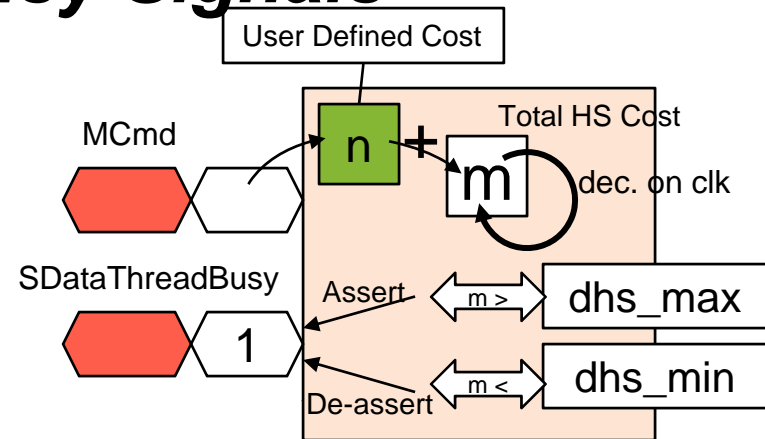 User Defined Cost
MCmd
n
+
Total HS Cost
m
dec. on clk
SDataThreadBusy
1
Assert
m >
dhs_max
De-assert
m <
dhs_min